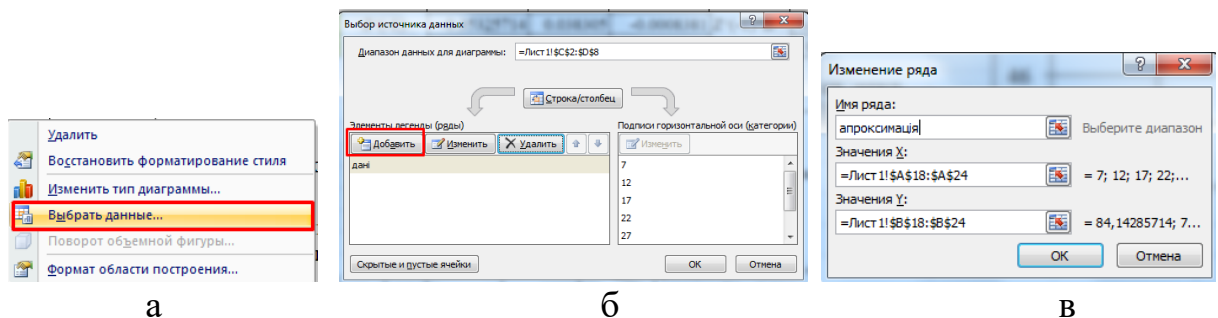 Удалить
Восстановить форматирование стиля
Изменить тип диаграммы...
Выбрать данные...
Поворот объемной фигуры...
Формат области построения...
а
Выбор источника данных
Диапазон данных для диаграммы: =Лист1!$C$2:$D$8
Строка/столбец
Элементы легенды (ряды)
Добавить Изменить Удалить
дані
Подписи горизонтальной оси (категории)
Изменить
7
12
17
22
27
Скрытые и пустые ячейки
ОК Отмена
б
Изменение ряда
Имя ряда:
апроксимація Выберите диапазон
Значения X:
=Лист1!$A$18:$A$24 = 7; 12; 17; 22;...
Значения Y:
=Лист1!$B$18:$B$24 = 84,14285714; 7...
ОК Отмена
в